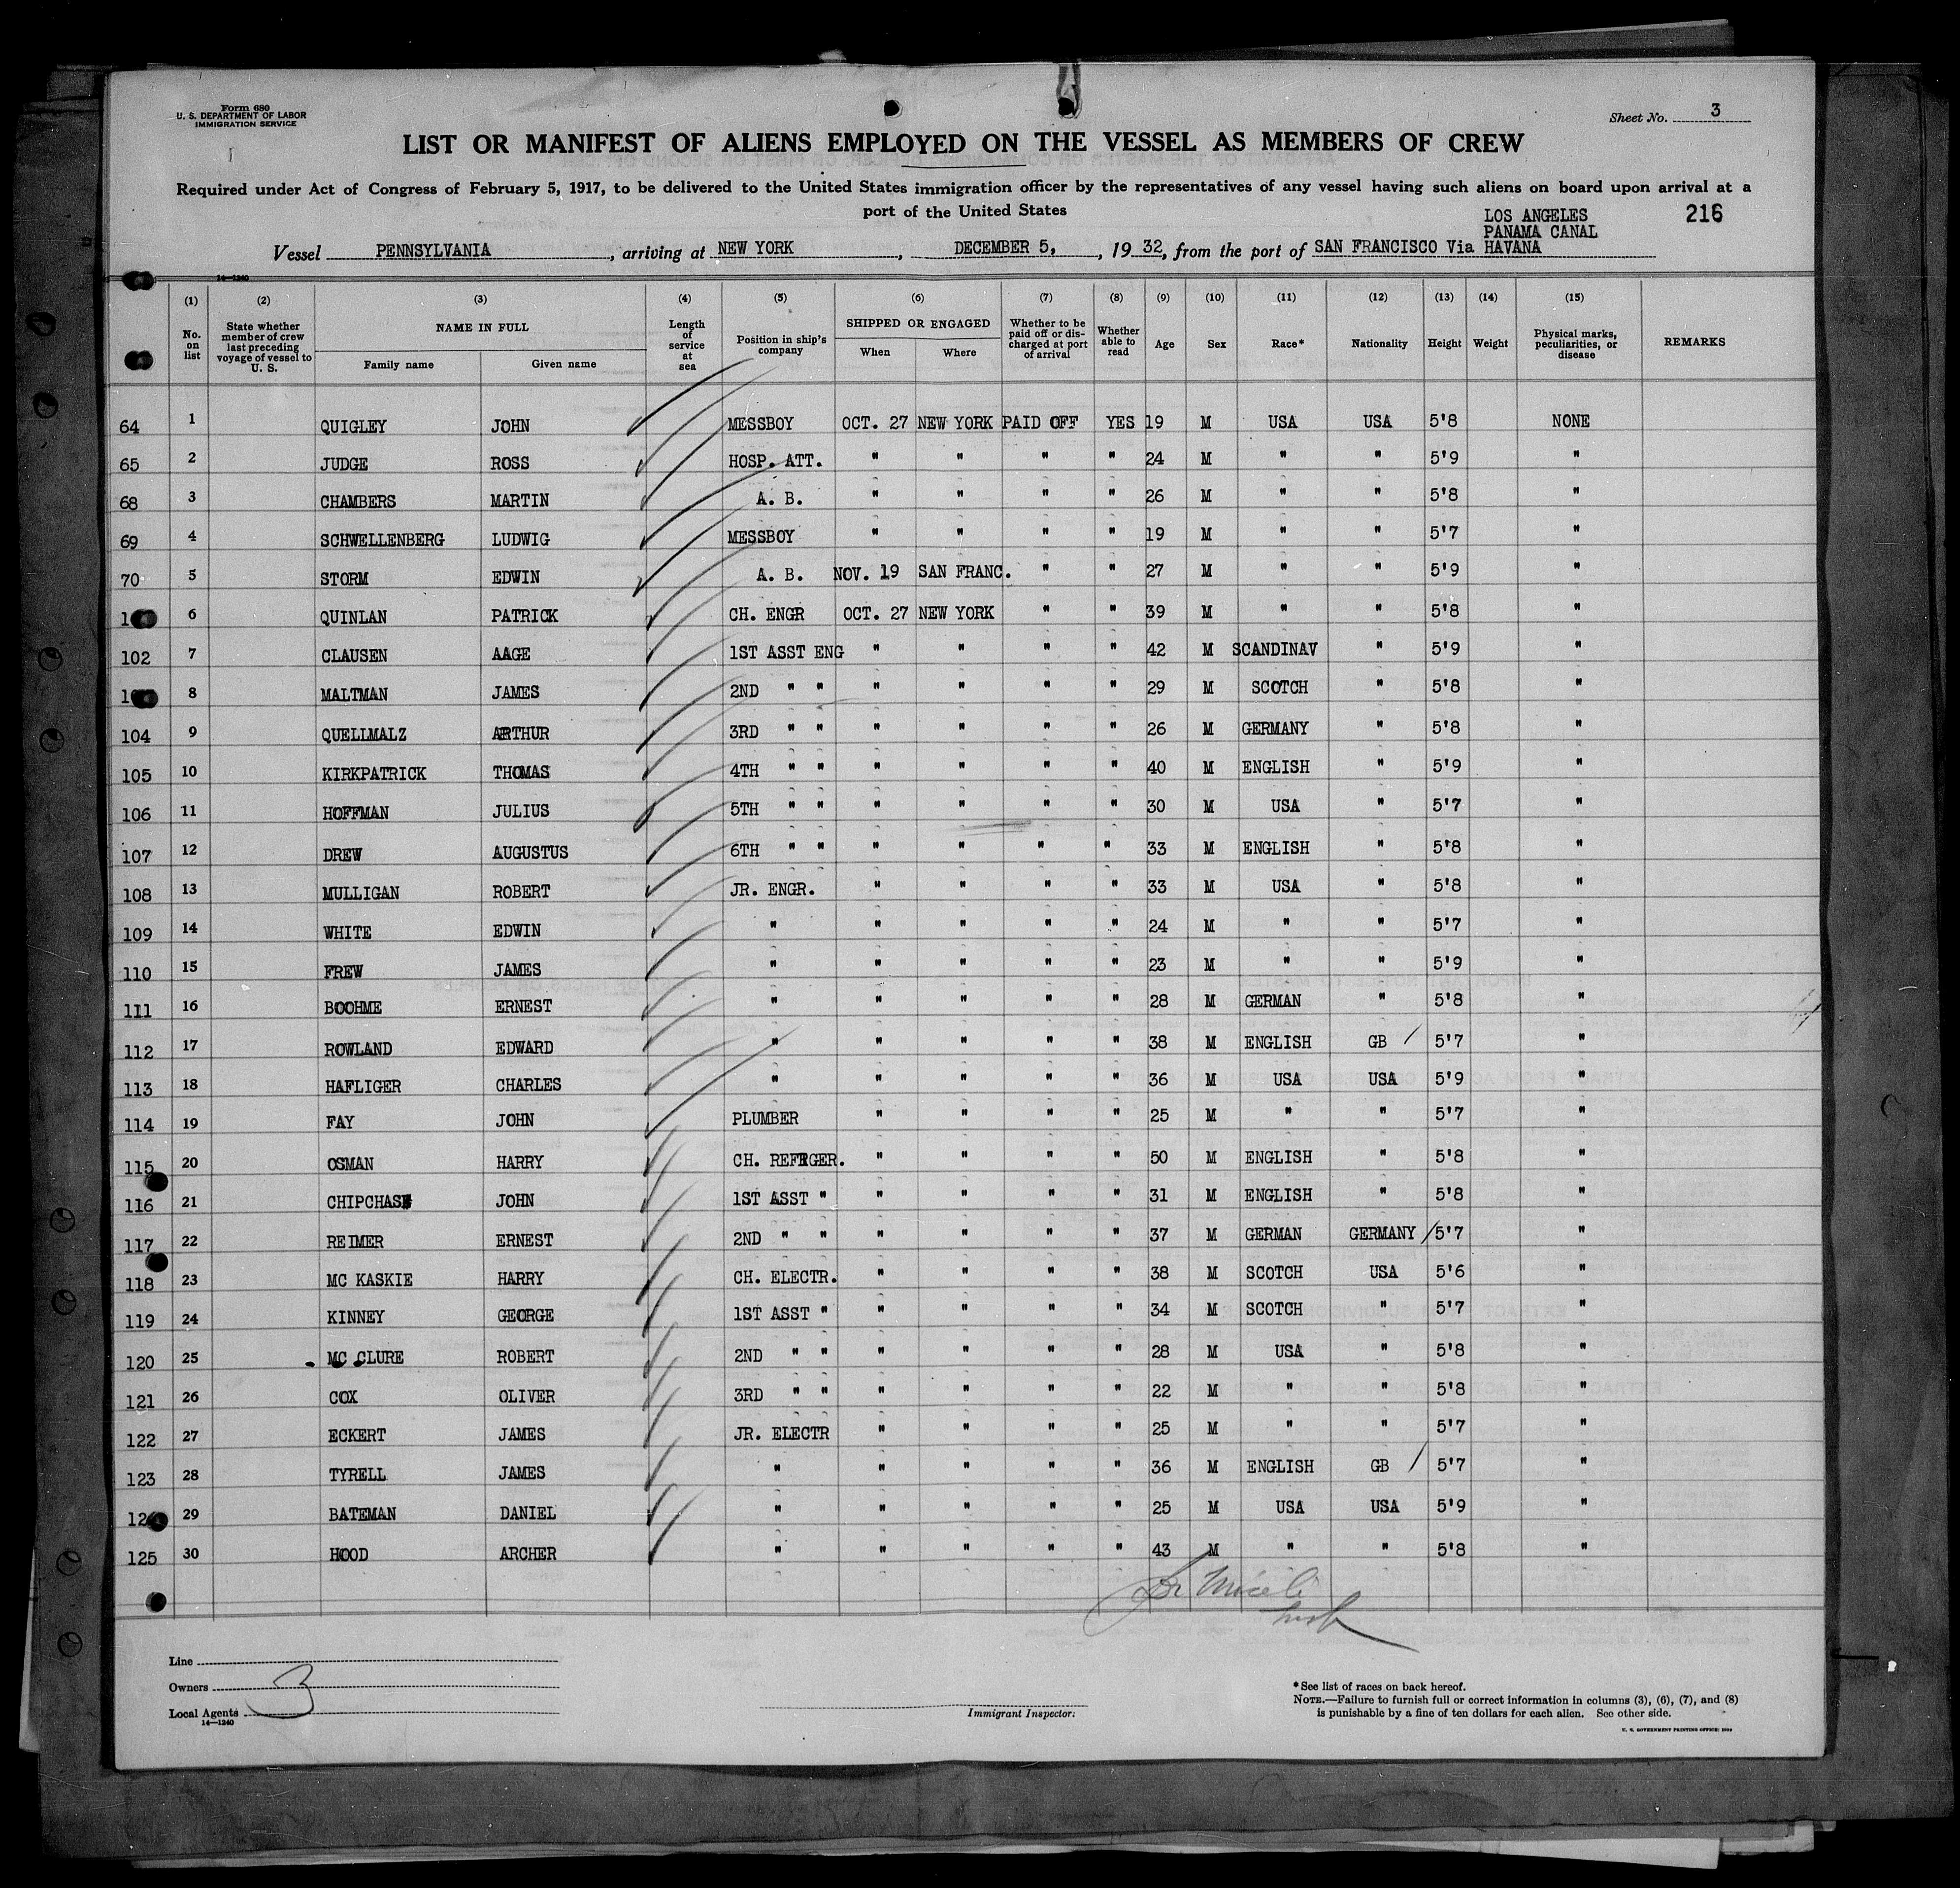 Form 680
U. S. DEPARTMENT OF LABOR
IMMIGRATION SERVICE
Sheet No. 3
LIST OR MANIFEST OF ALIENS EMPLOYED ON THE VESSEL AS MEMBERS OF CREW
Required under Act of Congress of February 5, 1917, to be delivered to the United States immigration officer by the representatives of any vessel having such aliens on board upon arrival at a
port of the United States
LOS ANGELES 216
PANAMA CANAL
Vessel PENNSYLVANIA, arriving at NEW YORK, DECEMBER 5, 1932, from the port of SAN FRANCISCO Via HAVANA
14—1240
(1) (2) (3) (4) (5) (6) (7) (8) (9) (10) (11) (12) (13) (14) (15)
No. on list State whether member of crew last preceding voyage of vessel to U. S. NAME IN FULL Family name Given name Length of service at sea Position in ship's company SHIPPED OR ENGAGED When Where Whether to be paid off or discharged at port of arrival Whether able to read Age Sex Race* Nationality Height Weight Physical marks, peculiarities, or disease REMARKS
64 1 QUIGLEY JOHN MESSBOY OCT. 27 NEW YORK PAID OFF YES 19 M USA USA 5'8 NONE
65 2 JUDGE ROSS HOSP. ATT. " " " " 24 M " " 5'9 "
68 3 CHAMBERS MARTIN A. B. " " " " 26 M " " 5'8 "
69 4 SCHWELLENBERG LUDWIG MESSBOY " " " " 19 M " " 5'7 "
70 5 STORM EDWIN A. B. NOV. 19 SAN FRANC. " " 27 M " " 5'9 "
6 QUINLAN PATRICK CH. ENGR OCT. 27 NEW YORK " " 39 M " " 5'8 "
102 7 CLAUSEN AAGE 1ST ASST ENG " " " " 42 M SCANDINAV " 5'9 "
8 MALTMAN JAMES 2ND " " " " " " 29 M SCOTCH " 5'8 "
104 9 QUELLMALZ ARTHUR 3RD " " " " " " 26 M GERMANY " 5'8 "
105 10 KIRKPATRICK THOMAS 4TH " " " " " " 40 M ENGLISH " 5'9 "
106 11 HOFFMAN JULIUS 5TH " " " " " " 30 M USA " 5'7 "
107 12 DREW AUGUSTUS 6TH " " " " " " 33 M ENGLISH " 5'8 "
108 13 MULLIGAN ROBERT JR. ENGR. " " " " 33 M USA " 5'8 "
109 14 WHITE EDWIN " " " " " 24 M " " 5'7 "
110 15 FREW JAMES " " " " " 23 M " " 5'9 "
111 16 BOOHME ERNEST " " " " " 28 M GERMAN " 5'8 "
112 17 ROWLAND EDWARD " " " " " 38 M ENGLISH GB / 5'7 "
113 18 HAFLIGER CHARLES " " " " " 36 M USA USA 5'9 "
114 19 FAY JOHN PLUMBER " " " " 25 M " " 5'7 "
115 20 OSMAN HARRY CH. REFRGER. " " " " 50 M ENGLISH " 5'8 "
116 21 CHIPCHASE JOHN 1ST ASST " " " " " 31 M ENGLISH " 5'8 "
117 22 REIMER ERNEST 2ND " " " " " " 37 M GERMAN GERMANY / 5'7 "
118 23 MC KASKIE HARRY CH. ELECTR. " " " " 38 M SCOTCH USA 5'6 "
119 24 KINNEY GEORGE 1ST ASST " " " " " 34 M SCOTCH " 5'7 "
120 25 MC CLURE ROBERT 2ND " " " " " " 28 M USA " 5'8 "
121 26 COX OLIVER 3RD " " " " " " 22 M " " 5'8 "
122 27 ECKERT JAMES JR. ELECTR " " " " 25 M " " 5'7 "
123 28 TYRELL JAMES " " " " " 36 M ENGLISH GB / 5'7 "
29 BATEMAN DANIEL " " " " " 25 M USA USA 5'9 "
125 30 HOOD ARCHER " " " " " 43 M " " 5'8 "
Line
Owners
Local Agents
3
14—1240
Immigrant Inspector.
*See list of races on back hereof.
NOTE.—Failure to furnish full or correct information in columns (3), (6), (7), and (8)
is punishable by a fine of ten dollars for each alien. See other side.